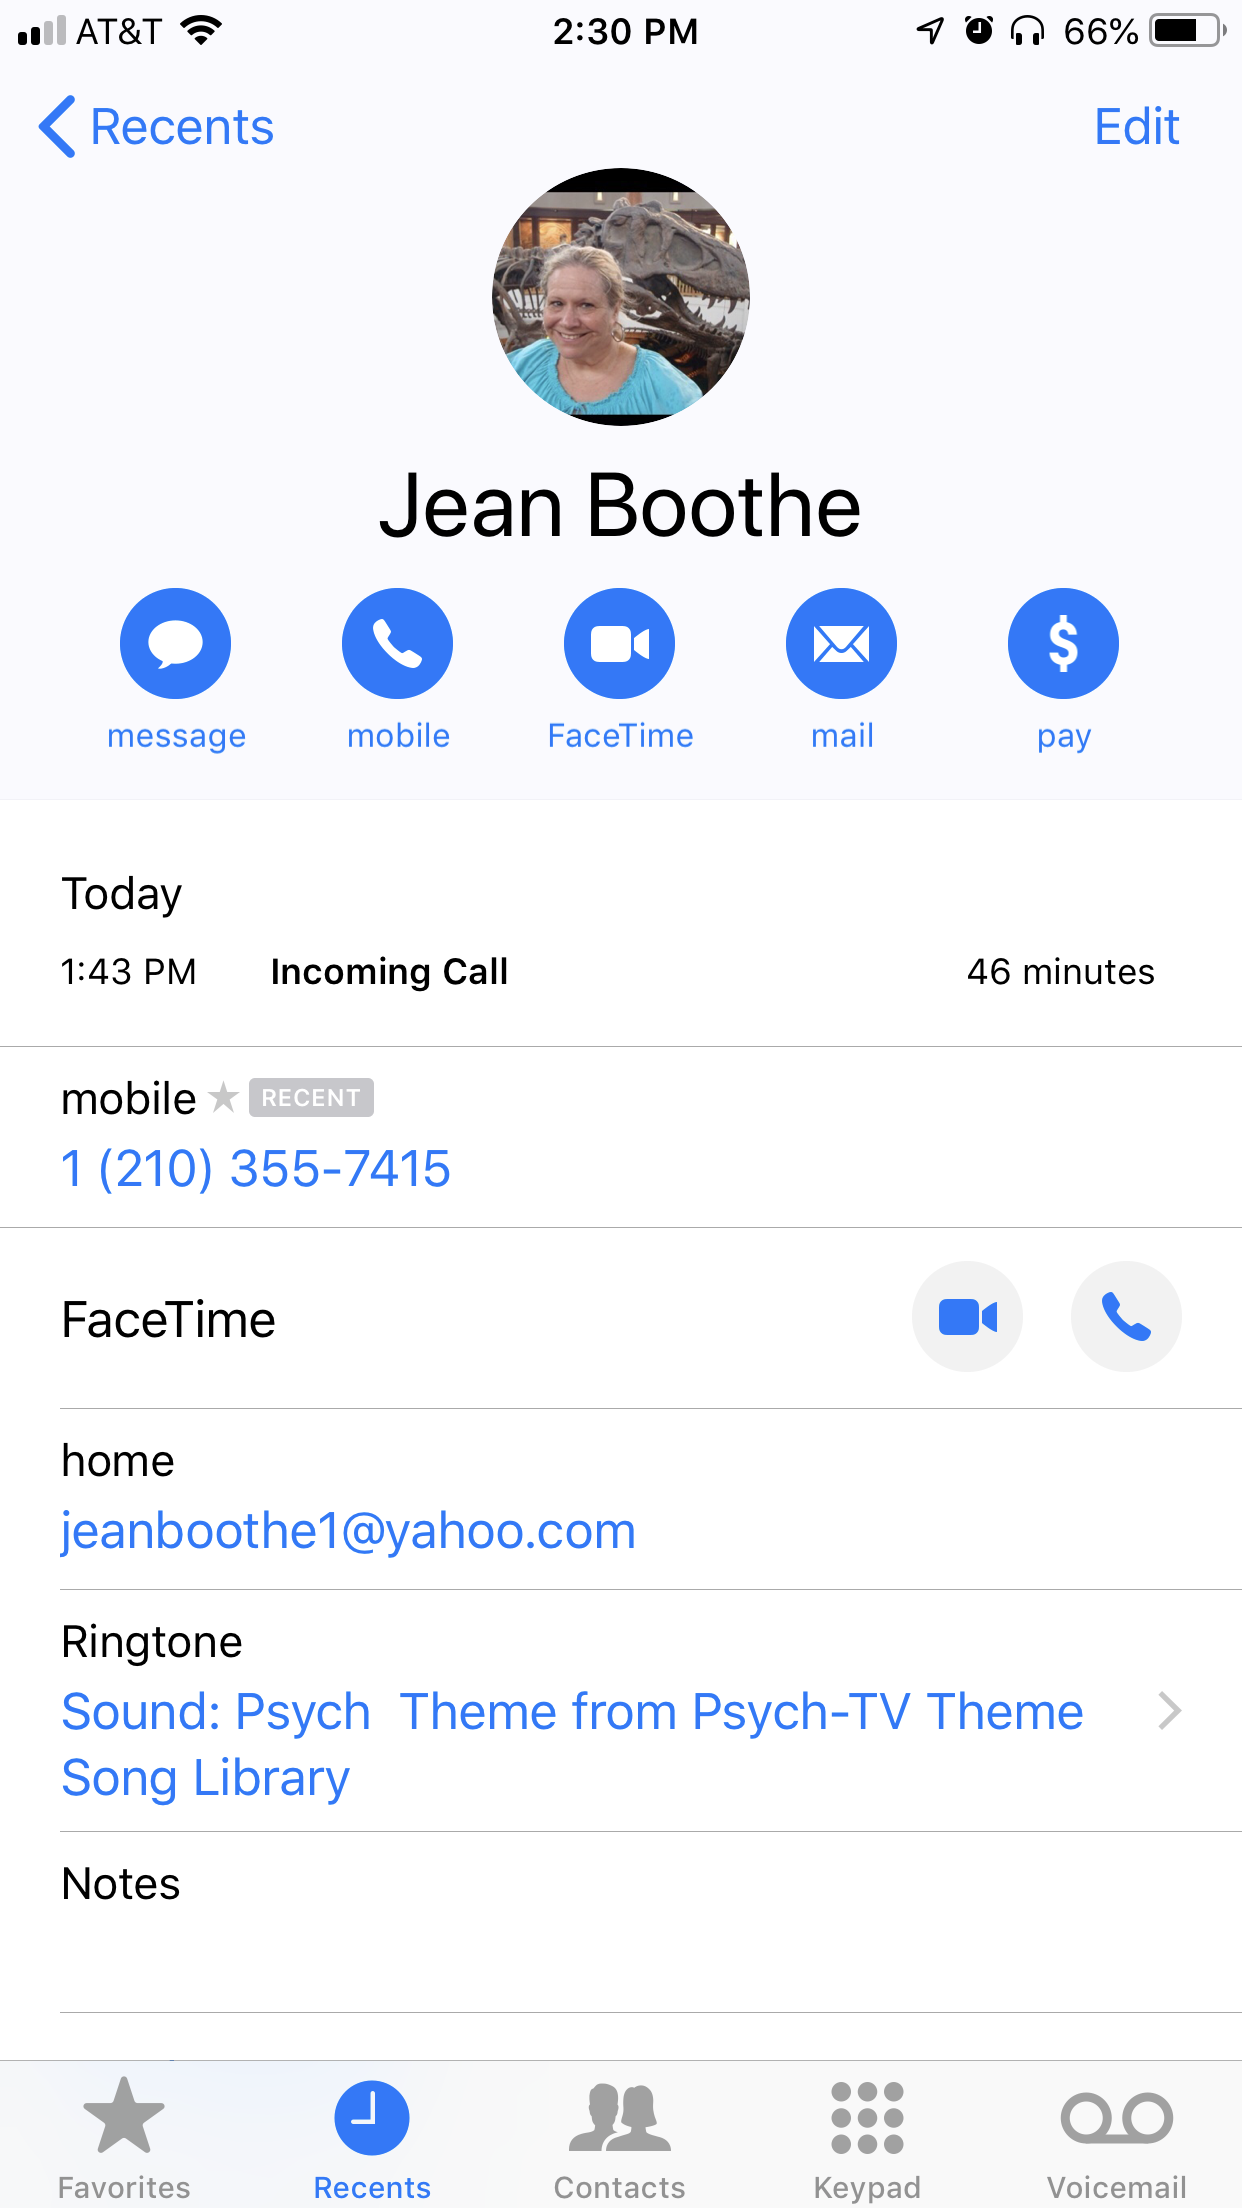 AT&T 2:30 PM 66%
Recents Edit
Jean Boothe
message mobile FaceTime mail pay
Today
1:43 PM Incoming Call 46 minutes
mobile RECENT
1 (210) 355-7415
FaceTime
home
jeanboothe1@yahoo.com
Ringtone
Sound: Psych  Theme from Psych-TV Theme
Song Library
Notes
Favorites Recents Contacts Keypad Voicemail